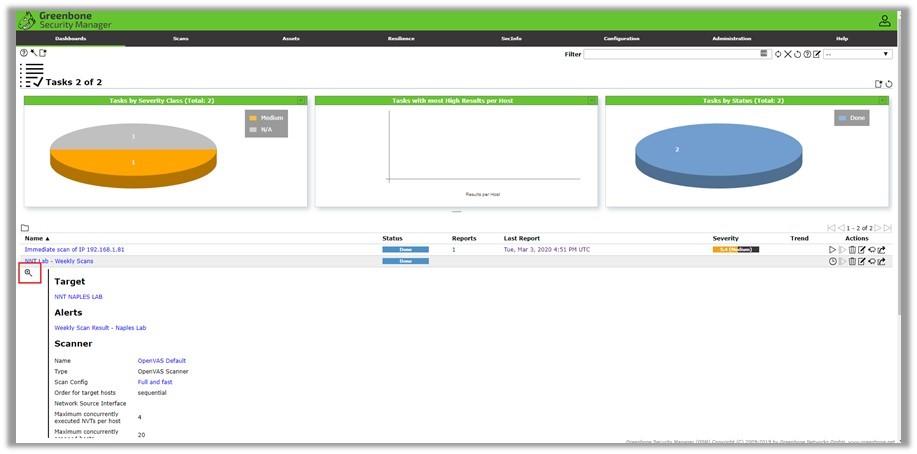 Greenbone
Security Manager
Dashboards Scans Assets Resilience SecInfo Configuration Administration Help
Filter --
Tasks 2 of 2
Tasks by Severity Class (Total: 2) Tasks with most High Results per Host Tasks by Status (Total: 2)
Medium
N/A
Done
1
1
2
Results per Host
1 - 2 of 2
Name ▲ Status Reports Last Report Severity Trend Actions
Immediate scan of IP 192.168.1.81 Done 1 Tue, Mar 3, 2020 4:51 PM UTC (Medium)
NNT Lab - Weekly Scans Done
Target
NNT NAPLES LAB
Alerts
Weekly Scan Result - Naples Lab
Scanner
Name OpenVAS Default
Type OpenVAS Scanner
Scan Config Full and fast
Order for target hosts sequential
Network Source Interface
Maximum concurrently
executed NVTs per host 4
Maximum concurrently
20
Greenbone Security Manager (GSM) Copyright (C) 2009-2019 by Greenbone Networks GmbH, www.greenbone.net